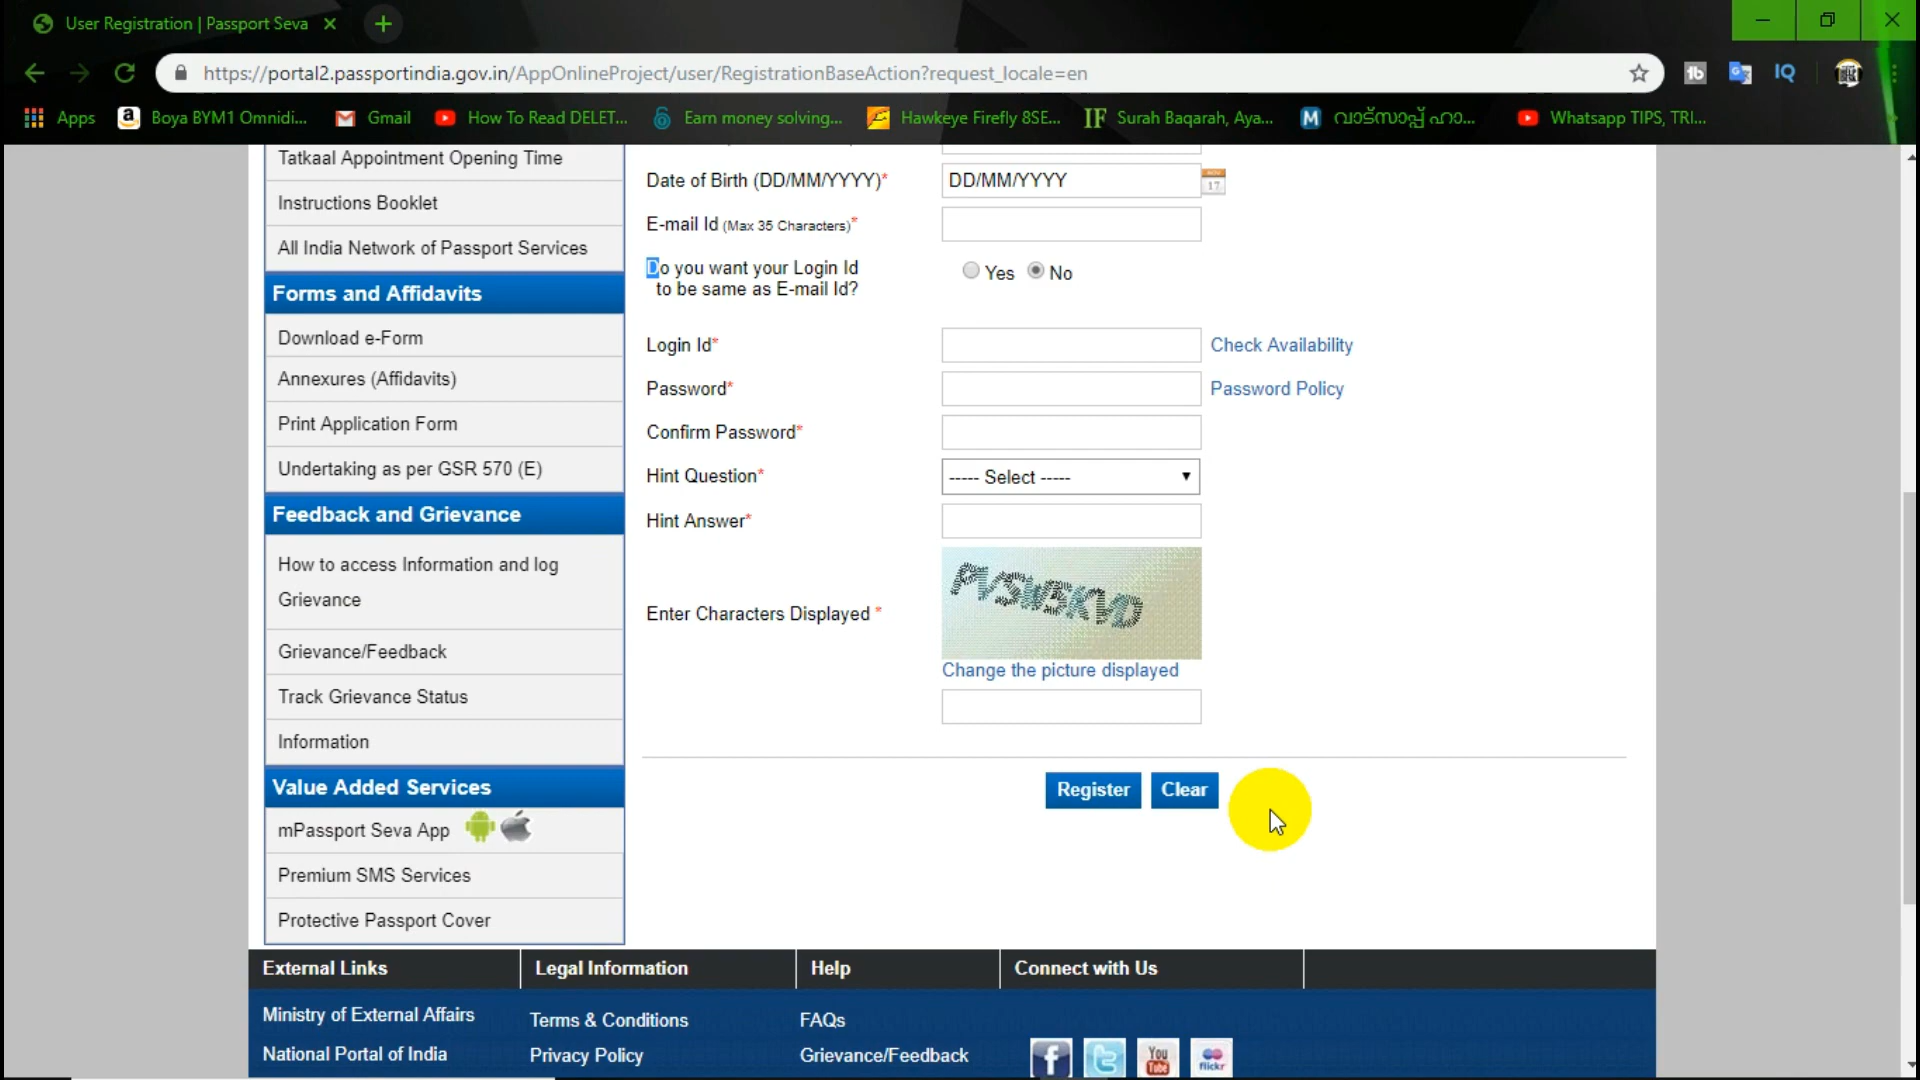 User Registration | Passport Seva
https://portal2.passportindia.gov.in/AppOnlineProject/user/RegistrationBaseAction?request_locale=en
Apps
Boya BYM1 Omnidi...
Gmail
How To Read DELET...
Earn money solving...
Hawkeye Firefly 8SE...
IF Surah Baqarah, Aya...
M വാട്സാപ്പ് ഹാ...
Whatsapp TIPS, TRI...
Tatkaal Appointment Opening Time
Instructions Booklet
All India Network of Passport Services
Forms and Affidavits
Download e-Form
Annexures (Affidavits)
Print Application Form
Undertaking as per GSR 570 (E)
Feedback and Grievance
How to access Information and log
Grievance
Grievance/Feedback
Track Grievance Status
Information
Value Added Services
mPassport Seva App
Premium SMS Services
Protective Passport Cover
Date of Birth (DD/MM/YYYY)*
DD/MM/YYYY
E-mail Id (Max 35 Characters)*
Do you want your Login Id
to be same as E-mail Id?
Yes No
Login Id*
Check Availability
Password*
Password Policy
Confirm Password*
Hint Question*
----- Select -----
Hint Answer*
Enter Characters Displayed *
Change the picture displayed
Register
Clear
External Links
Legal Information
Help
Connect with Us
Ministry of External Affairs
Terms & Conditions
FAQs
National Portal of India
Privacy Policy
Grievance/Feedback
You Tube
flickr